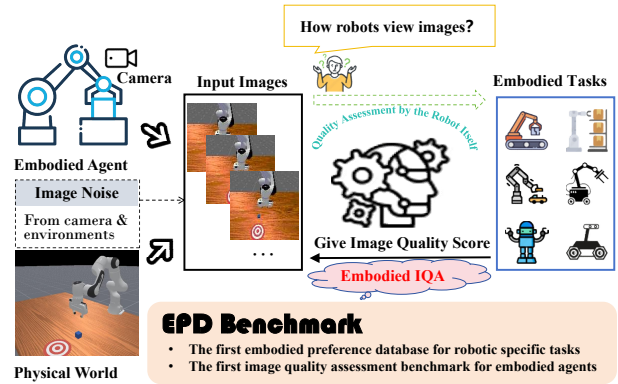 How robots view images?
Camera
Input Images
Embodied Tasks
Quality Assessment by the Robot Itself
Embodied Agent
Image Noise
From camera &
environments
Give Image Quality Score
Embodied IQA
...
Physical World
EPD Benchmark
• The first embodied preference database for robotic specific tasks
• The first image quality assessment benchmark for embodied agents